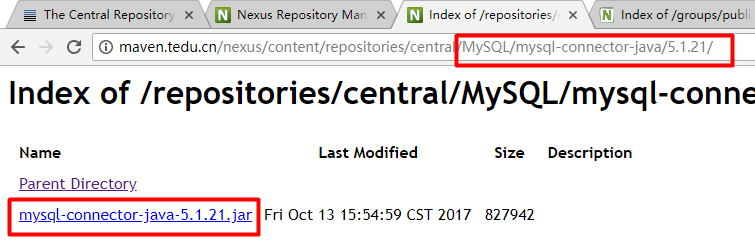 The Central Repository
Nexus Repository Man
Index of /repositories/
Index of /groups/publi
maven.tedu.cn/nexus/content/repositories/central/MySQL/mysql-connector-java/5.1.21/
Index of /repositories/central/MySQL/mysql-conne
Name Last Modified Size Description
Parent Directory
mysql-connector-java-5.1.21.jar Fri Oct 13 15:54:59 CST 2017 827942